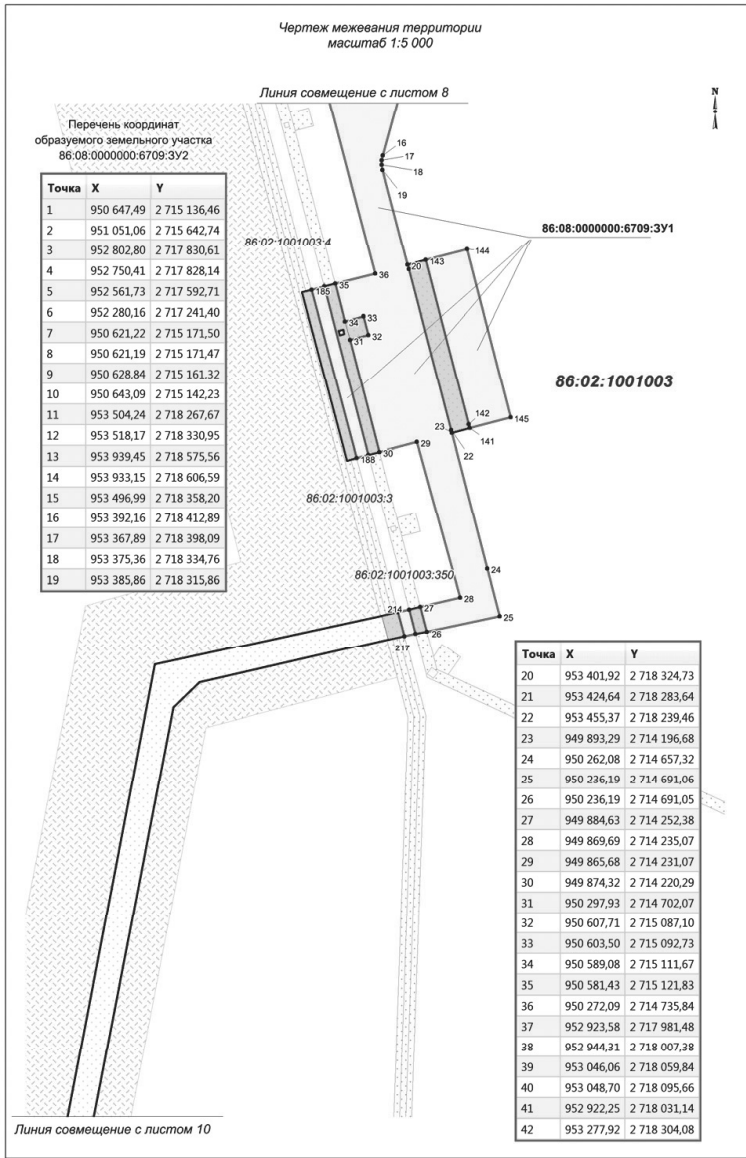 Чертеж межевания территории
масштаб 1:5 000
Линия совмещение с листом 8
N
Перечень координат
образуемого земельного участка
86:08:0000000:6709:ЗУ2
Точка X Y
1 950 647,49 2 715 136,46
2 951 051,06 2 715 642,74
3 952 802,80 2 717 830,61
4 952 750,41 2 717 828,14
5 952 561,73 2 717 592,71
6 952 280,16 2 717 241,40
7 950 621,22 2 715 171,50
8 950 621,19 2 715 171,47
9 950 628,84 2 715 161,32
10 950 643,09 2 715 142,23
11 953 504,24 2 718 267,67
12 953 518,17 2 718 330,95
13 953 939,45 2 718 575,56
14 953 933,15 2 718 606,59
15 953 496,99 2 718 358,20
16 953 392,16 2 718 412,89
17 953 367,89 2 718 398,09
18 953 375,36 2 718 334,76
19 953 385,86 2 718 315,86
16
17
18
19
86:08:0000000:6709:ЗУ1
86:02:1001003:4
20 143 144
36
185 35
33
34
32
31
86:02:1001003
142
145
23
141
22
29
30
188
86:02:1001003:3
24
86:02:1001003:350
28
27
214
25
26
217
Точка X Y
20 953 401,92 2 718 324,73
21 953 424,64 2 718 283,64
22 953 455,37 2 718 239,46
23 949 893,29 2 714 196,68
24 950 262,08 2 714 657,32
25 950 236,19 2 714 691,06
26 950 236,19 2 714 691,05
27 949 884,63 2 714 252,38
28 949 869,69 2 714 235,07
29 949 865,68 2 714 231,07
30 949 874,32 2 714 220,29
31 950 297,93 2 714 702,07
32 950 607,71 2 715 087,10
33 950 603,50 2 715 092,73
34 950 589,08 2 715 111,67
35 950 581,43 2 715 121,83
36 950 272,09 2 714 735,84
37 952 923,58 2 717 981,48
38 952 944,31 2 718 007,38
39 953 046,06 2 718 059,84
40 953 048,70 2 718 095,66
41 952 922,25 2 718 031,14
42 953 277,92 2 718 304,08
Линия совмещение с листом 10